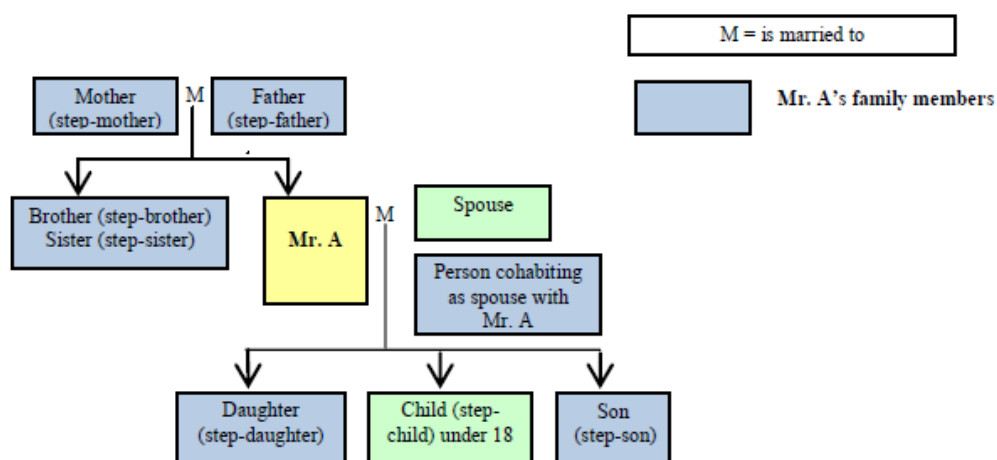 M = is married to
Mr. A's family members
Mother
(step-mother)
M
Father
(step-father)
Brother (step-brother)
Sister (step-sister)
Mr. A
M
Spouse
Person cohabiting
as spouse with
Mr. A
Daughter
(step-daughter)
Child (step-
child) under 18
Son
(step-son)